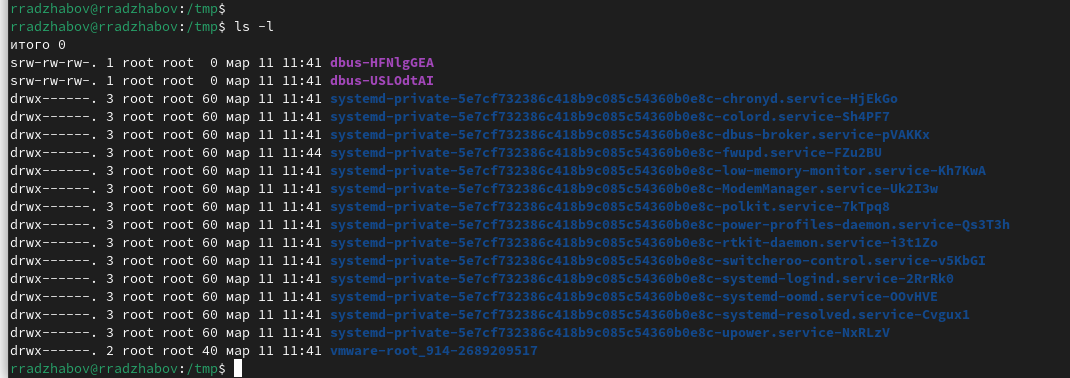 rradzhabov@rradzhabov:/tmp$
rradzhabov@rradzhabov:/tmp$ ls -l
итого 0
srw-rw-rw-. 1 root root  0 мар 11 11:41 dbus-HFNlgGEA
srw-rw-rw-. 1 root root  0 мар 11 11:41 dbus-USLOdtAI
drwx------. 3 root root 60 мар 11 11:41 systemd-private-5e7cf732386c418b9c085c54360b0e8c-chronyd.service-HjEkGo
drwx------. 3 root root 60 мар 11 11:41 systemd-private-5e7cf732386c418b9c085c54360b0e8c-colord.service-Sh4PF7
drwx------. 3 root root 60 мар 11 11:41 systemd-private-5e7cf732386c418b9c085c54360b0e8c-dbus-broker.service-pVAKKx
drwx------. 3 root root 60 мар 11 11:44 systemd-private-5e7cf732386c418b9c085c54360b0e8c-fwupd.service-FZu2BU
drwx------. 3 root root 60 мар 11 11:41 systemd-private-5e7cf732386c418b9c085c54360b0e8c-low-memory-monitor.service-Kh7KwA
drwx------. 3 root root 60 мар 11 11:41 systemd-private-5e7cf732386c418b9c085c54360b0e8c-ModemManager.service-Uk2I3w
drwx------. 3 root root 60 мар 11 11:41 systemd-private-5e7cf732386c418b9c085c54360b0e8c-polkit.service-7kTpq8
drwx------. 3 root root 60 мар 11 11:41 systemd-private-5e7cf732386c418b9c085c54360b0e8c-power-profiles-daemon.service-Qs3T3h
drwx------. 3 root root 60 мар 11 11:41 systemd-private-5e7cf732386c418b9c085c54360b0e8c-rtkit-daemon.service-i3t1Zo
drwx------. 3 root root 60 мар 11 11:41 systemd-private-5e7cf732386c418b9c085c54360b0e8c-switcheroo-control.service-v5KbGI
drwx------. 3 root root 60 мар 11 11:41 systemd-private-5e7cf732386c418b9c085c54360b0e8c-systemd-logind.service-2RrRk0
drwx------. 3 root root 60 мар 11 11:41 systemd-private-5e7cf732386c418b9c085c54360b0e8c-systemd-oomd.service-OOvHVE
drwx------. 3 root root 60 мар 11 11:41 systemd-private-5e7cf732386c418b9c085c54360b0e8c-systemd-resolved.service-Cvgux1
drwx------. 3 root root 60 мар 11 11:41 systemd-private-5e7cf732386c418b9c085c54360b0e8c-upower.service-NxRLzV
drwx------. 2 root root 40 мар 11 11:41 vmware-root_914-2689209517
rradzhabov@rradzhabov:/tmp$